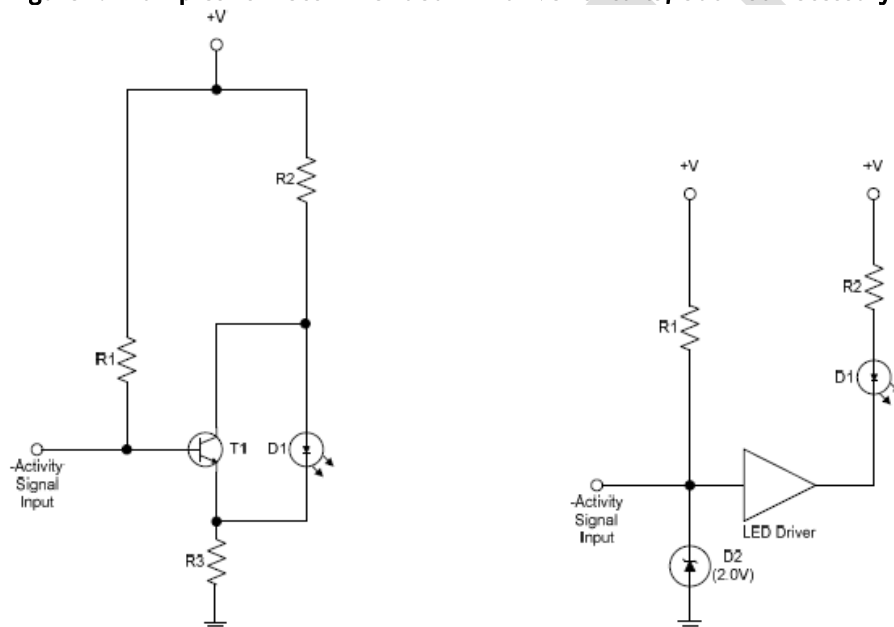 +V
R2
R1
T1
D1
-Activity
Signal
Input
R3
+V
+V
R2
R1
D1
-Activity
Signal
Input
LED Driver
D2
(2.0V)